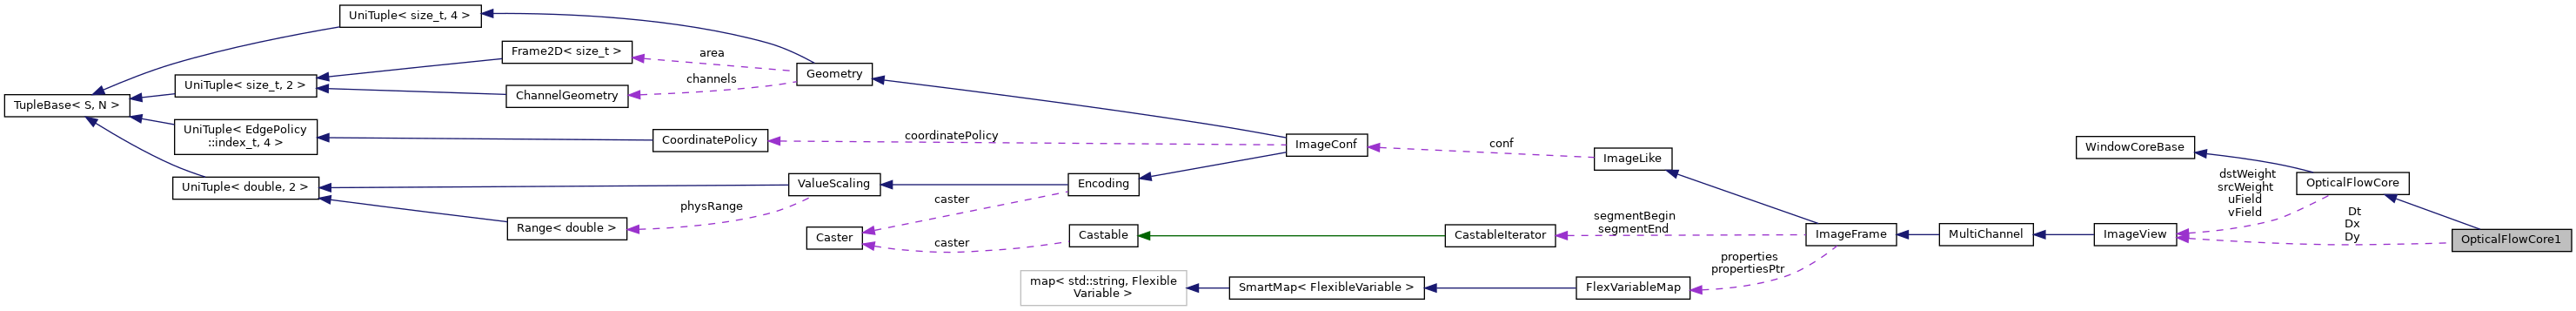 UniTuple< size_t, 4 >
Frame2D< size_t >
area
Geometry
channels
UniTuple< size_t, 2 >
ChannelGeometry
TupleBase< S, N >
UniTuple< EdgePolicy
::index_t, 4 >
CoordinatePolicy
coordinatePolicy
ImageConf
conf
ImageLike
WindowCoreBase
UniTuple< double, 2 >
ValueScaling
Encoding
dstWeight
srcWeight
uField
vField
OpticalFlowCore
physRange
caster
Range< double >
Caster
caster
Castable
CastableIterator
segmentBegin
segmentEnd
ImageFrame
MultiChannel
ImageView
Dt
Dx
Dy
OpticalFlowCore1
properties
propertiesPtr
map< std::string, Flexible
Variable >
SmartMap< FlexibleVariable >
FlexVariableMap